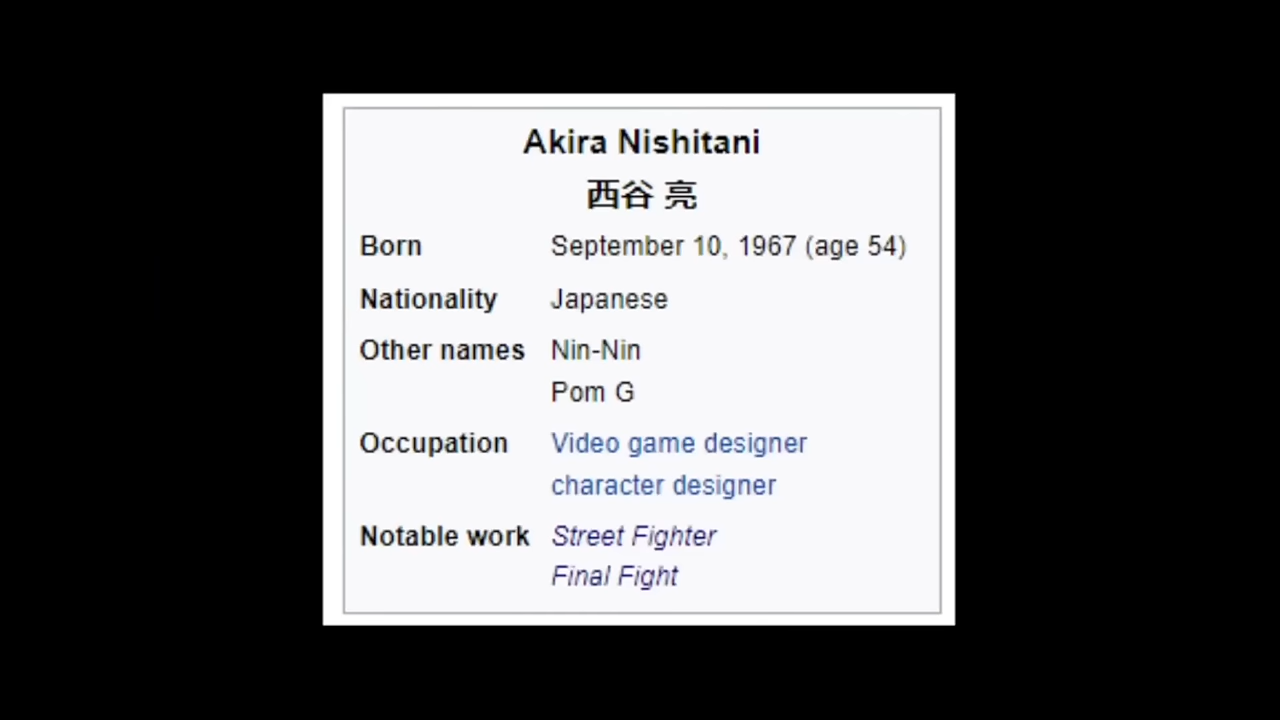 Akira Nishitani
西谷 亮
Born September 10, 1967 (age 54)
Nationality Japanese
Other names Nin-Nin
Pom G
Occupation Video game designer
character designer
Notable work Street Fighter
Final Fight